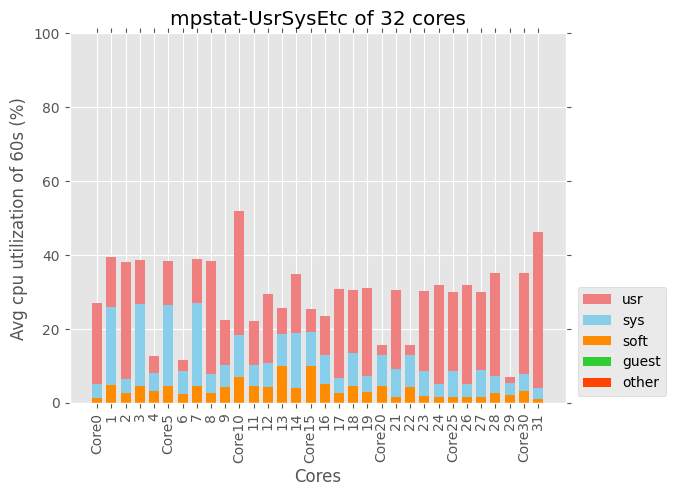 mpstat-UsrSysEtc of 32 cores
Avg cpu utilization of 60s (%)
100
80
60
40
20
0
Core0
1
2
3
4
Core5
6
7
8
9
Core10
11
12
13
14
Core15
16
17
18
19
Core20
21
22
23
24
Core25
26
27
28
29
Core30
31
Cores
usr
sys
soft
guest
other